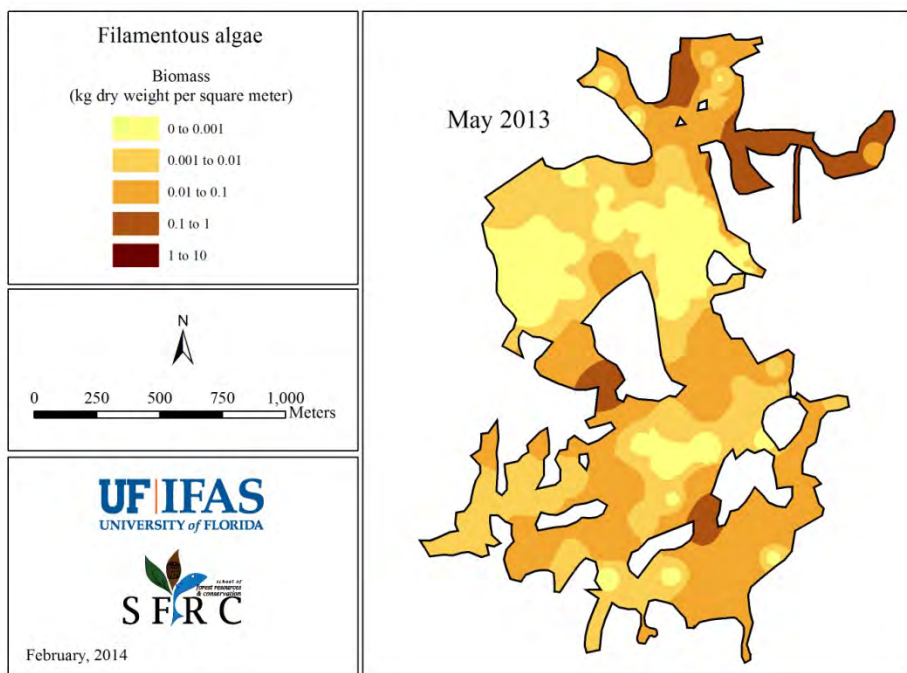 Filamentous algae
Biomass
(kg dry weight per square meter)
0 to 0.001
0.001 to 0.01
0.01 to 0.1
0.1 to 1
1 to 10
N
0 250 500 750 1,000
Meters
UF|IFAS
UNIVERSITY of FLORIDA
school of
forest resources
& conservation
SFRC
February, 2014
May 2013